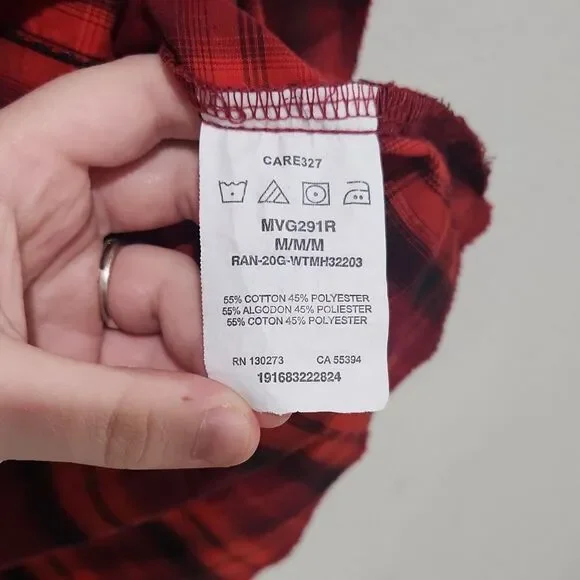 CARE327
MVG291R
M/M/M
RAN-20G-WTMH32203
55% COTTON 45% POLYESTER
55% ALGODON 45% POLIESTER
55% COTON 45% POLYESTER
RN 130273 CA 55394
191683222824